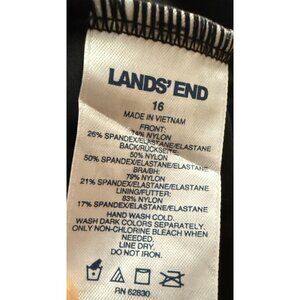 LANDS' END
16
MADE IN VIETNAM
FRONT:
74% NYLON
26% SPANDEX/ELASTANE/ELASTANE
BACK/RÜCKSEITE:
50% NYLON
50% SPANDEX/ELASTANE/ELASTANE
BRA/BH:
79% NYLON
21% SPANDEX/ELASTANE/ELASTANE
LINING/FUTTER:
83% NYLON
17% SPANDEX/ELASTANE/ELASTANE
HAND WASH COLD.
WASH DARK COLORS SEPARATELY.
ONLY NON-CHLORINE BLEACH WHEN
NEEDED.
LINE DRY.
DO NOT IRON.
RN 62830